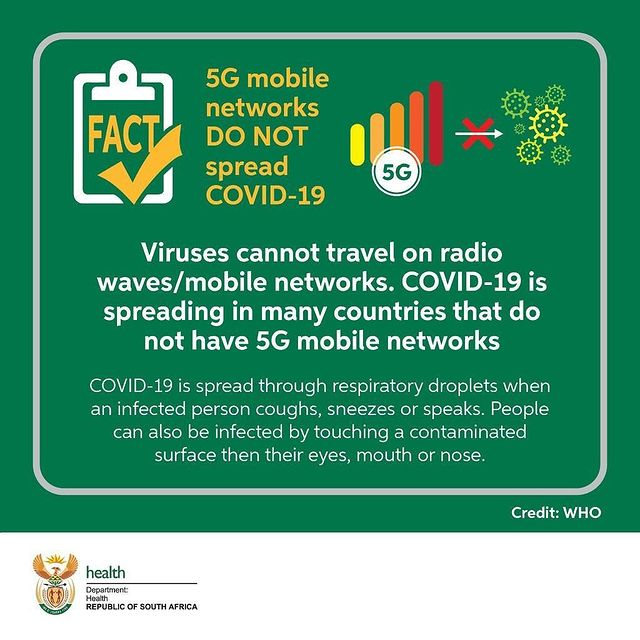 FACT
5G mobile
networks
DO NOT
spread
COVID-19
5G
Viruses cannot travel on radio
waves/mobile networks. COVID-19 is
spreading in many countries that do
not have 5G mobile networks
COVID-19 is spread through respiratory droplets when
an infected person coughs, sneezes or speaks. People
can also be infected by touching a contaminated
surface then their eyes, mouth or nose.
Credit: WHO
health
Department:
Health
REPUBLIC OF SOUTH AFRICA